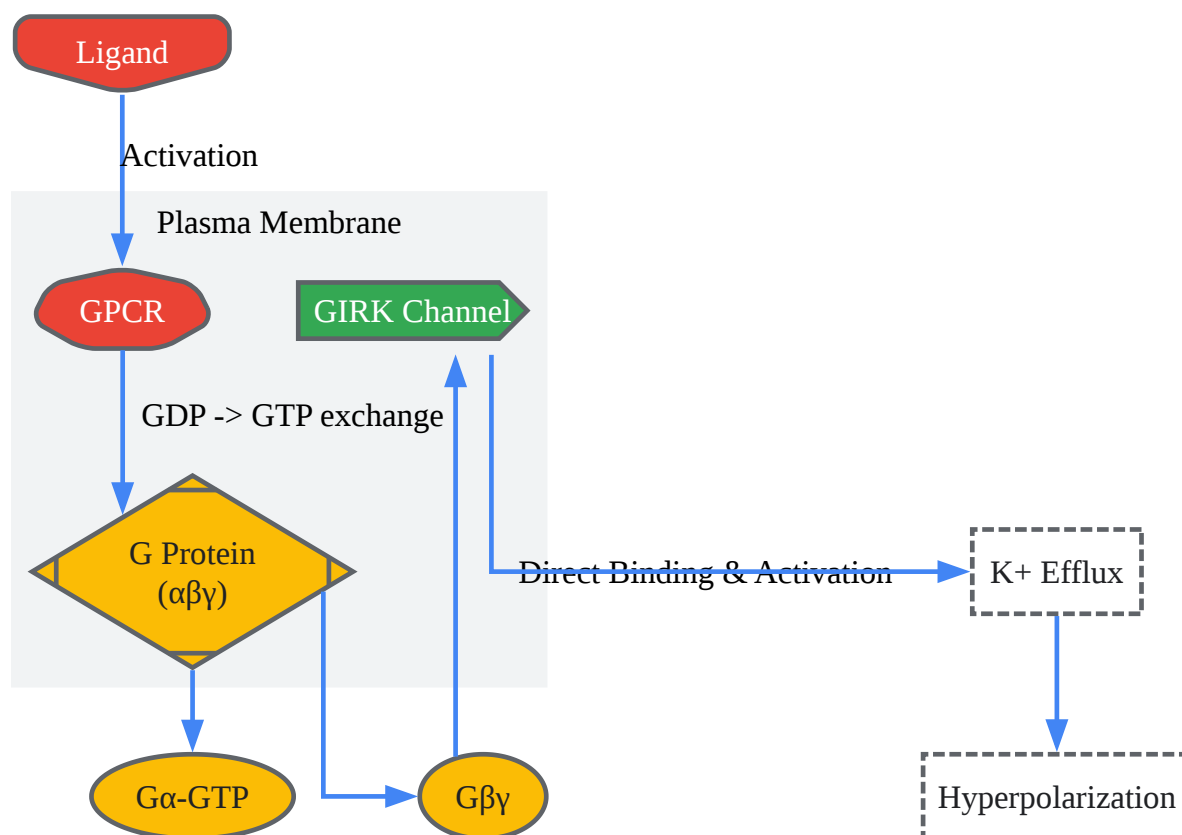 Ligand
Activation
Plasma Membrane
GPCR
GIRK Channel
GDP -> GTP exchange
G Protein
(αβγ)
Direct Binding & Activation
K+ Efflux
Gα-GTP
Gβγ
Hyperpolarization